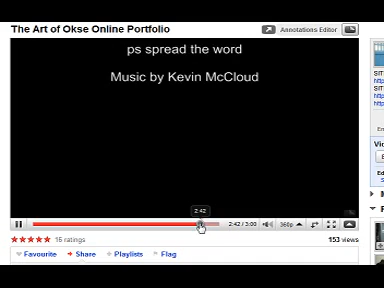 The Art of Okse Online Portfolio
Annotations Editor
ps spread the word
Music by Kevin McCloud
2:42
2:42 / 3:00
360p
15 ratings
153 views
Favourite
Share
Playlists
Flag